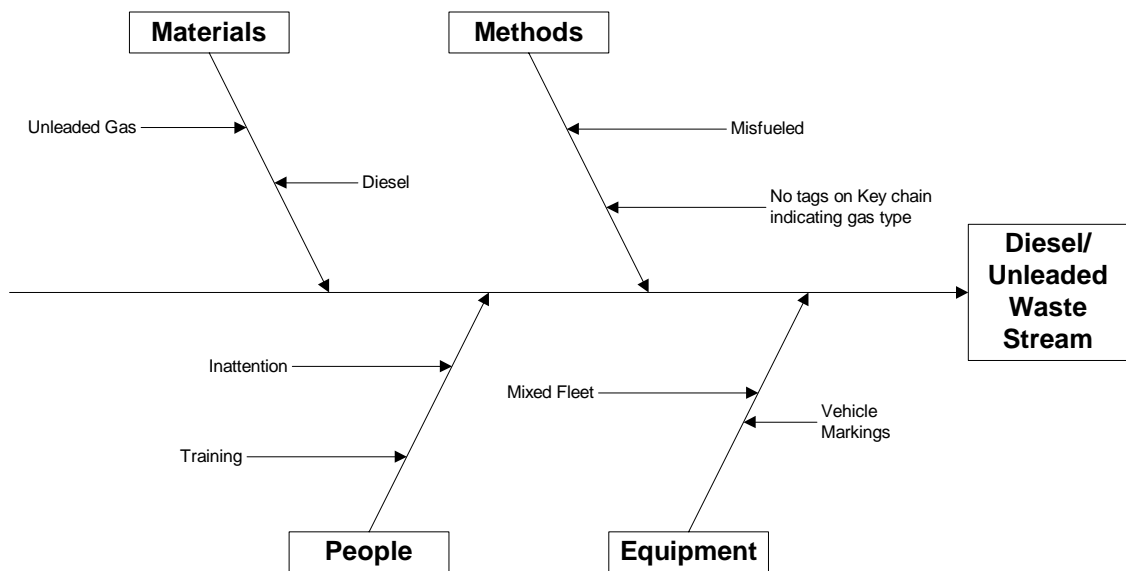 Materials
Methods
Unleaded Gas
Misfueled
Diesel
No tags on Key chain
indicating gas type
Diesel/
Unleaded
Waste
Stream
Inattention
Mixed Fleet
Vehicle
Markings
Training
People
Equipment